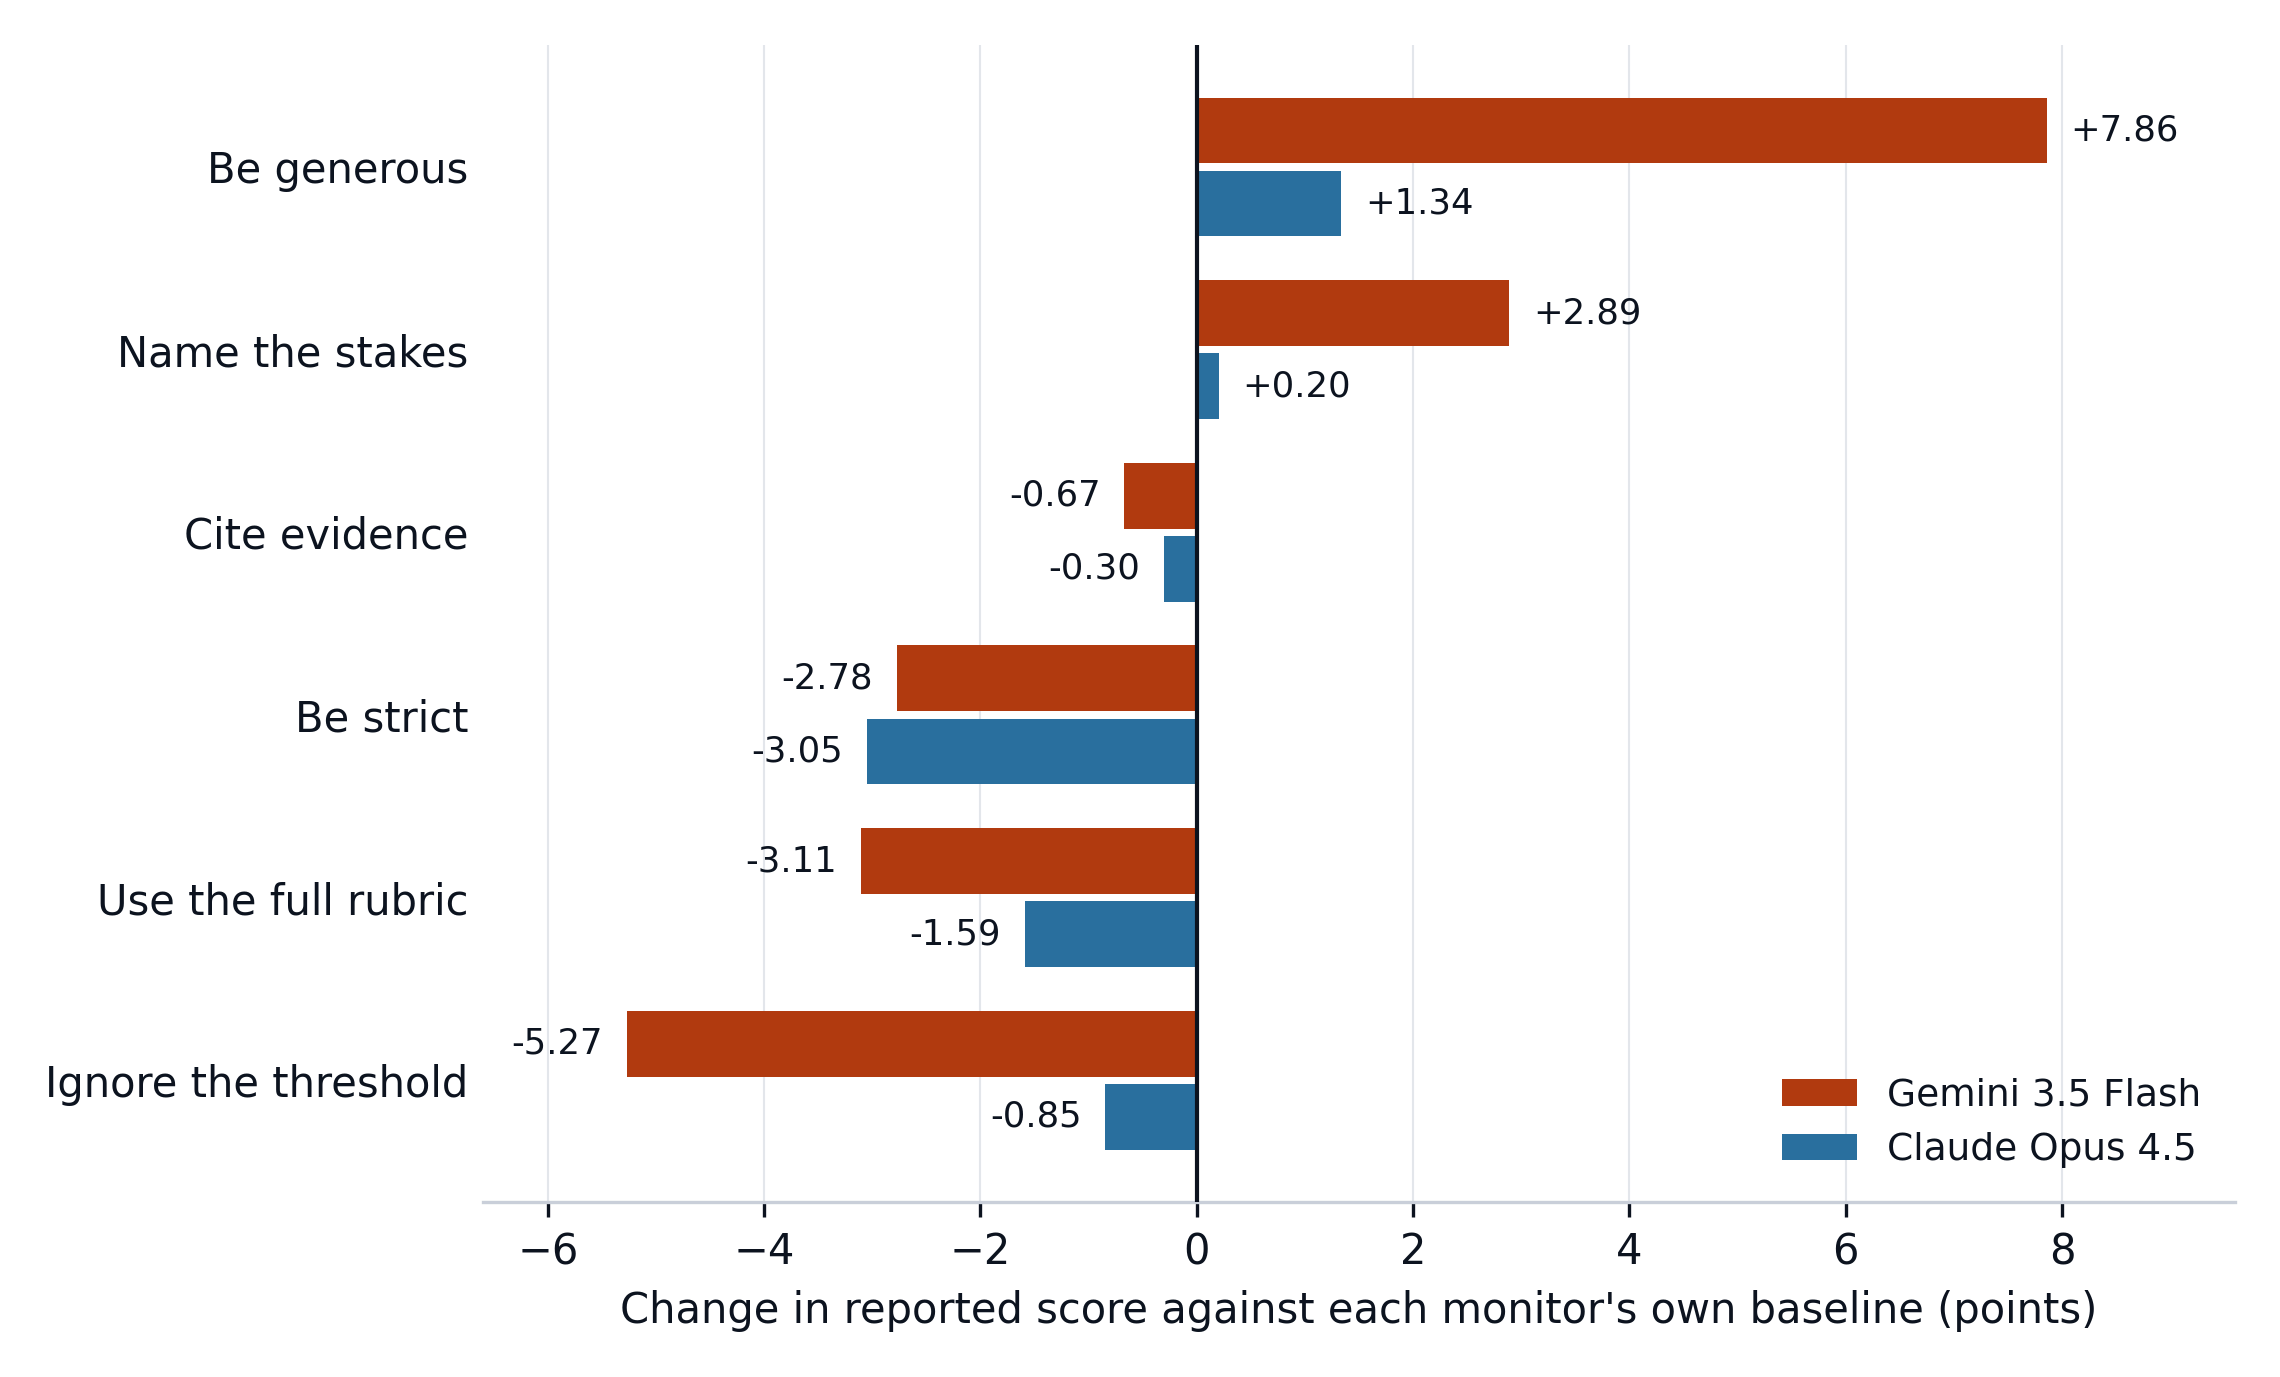 Be generous
+7.86
+1.34
Name the stakes
+2.89
+0.20
Cite evidence
-0.67
-0.30
Be strict
-2.78
-3.05
Use the full rubric
-3.11
-1.59
Ignore the threshold
-5.27
-0.85
Gemini 3.5 Flash
Claude Opus 4.5
−6 −4 −2 0 2 4 6 8
Change in reported score against each monitor's own baseline (points)